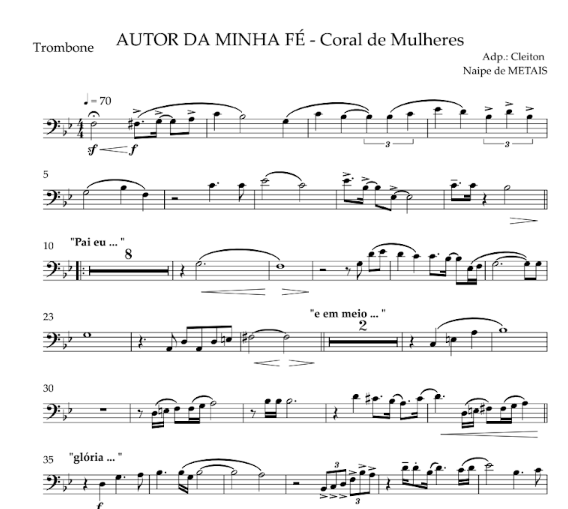 AUTOR DA MINHA FÉ - Coral de Mulheres
Trombone
Adp.: Cleiton
Naipe de METAIS
♩ = 70
sf f
3 3
5
10 "Pai eu ... " 8
"e em meio ... "
23 2
30
35 "glória ... " 3 3
f